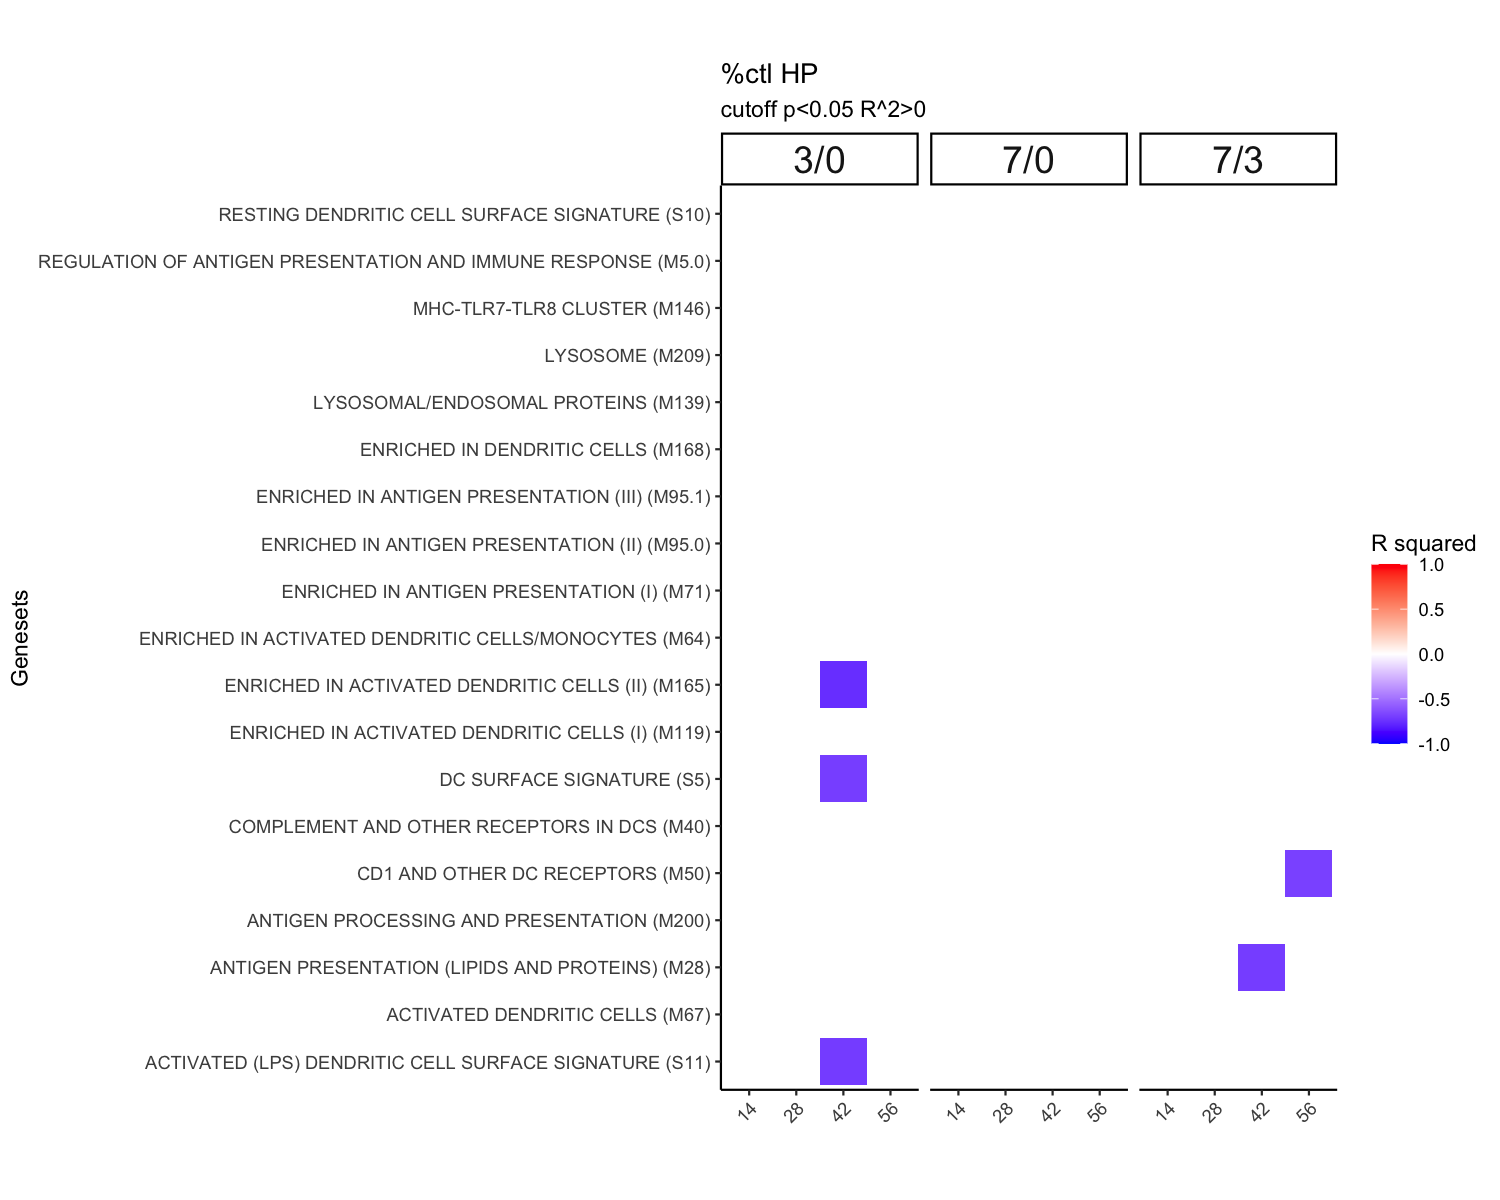 %ctl HP
cutoff p<0.05 R^2>0
3/0 7/0 7/3
RESTING DENDRITIC CELL SURFACE SIGNATURE (S10)
REGULATION OF ANTIGEN PRESENTATION AND IMMUNE RESPONSE (M5.0)
MHC-TLR7-TLR8 CLUSTER (M146)
LYSOSOME (M209)
LYSOSOMAL/ENDOSOMAL PROTEINS (M139)
ENRICHED IN DENDRITIC CELLS (M168)
ENRICHED IN ANTIGEN PRESENTATION (III) (M95.1)
ENRICHED IN ANTIGEN PRESENTATION (II) (M95.0)
ENRICHED IN ANTIGEN PRESENTATION (I) (M71)
ENRICHED IN ACTIVATED DENDRITIC CELLS/MONOCYTES (M64)
ENRICHED IN ACTIVATED DENDRITIC CELLS (II) (M165)
ENRICHED IN ACTIVATED DENDRITIC CELLS (I) (M119)
DC SURFACE SIGNATURE (S5)
COMPLEMENT AND OTHER RECEPTORS IN DCS (M40)
CD1 AND OTHER DC RECEPTORS (M50)
ANTIGEN PROCESSING AND PRESENTATION (M200)
ANTIGEN PRESENTATION (LIPIDS AND PROTEINS) (M28)
ACTIVATED DENDRITIC CELLS (M67)
ACTIVATED (LPS) DENDRITIC CELL SURFACE SIGNATURE (S11)
Genesets
14 28 42 56 14 28 42 56 14 28 42 56
R squared
1.0
0.5
0.0
-0.5
-1.0